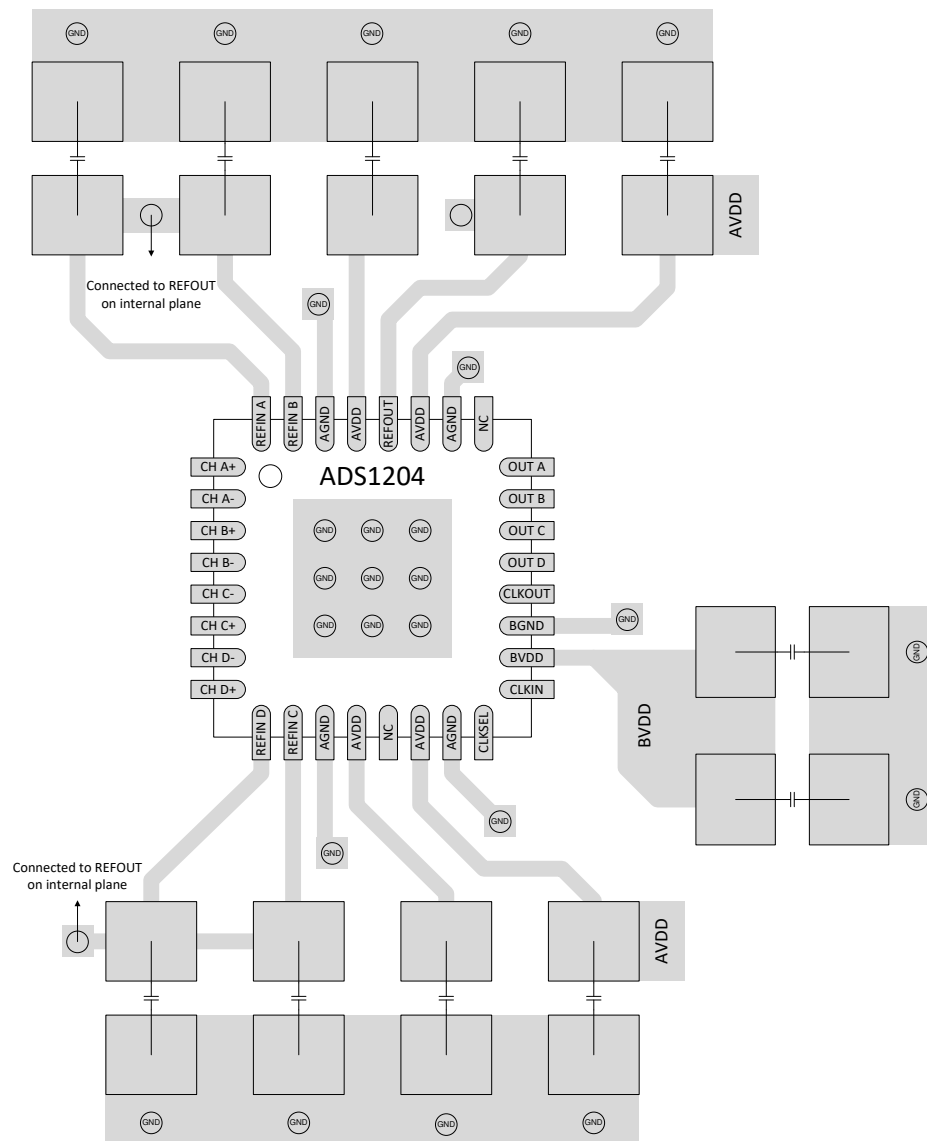 GND GND GND GND GND
AVDD
Connected to REFOUT
on internal plane
GND
GND
REFIN A
REFIN B
AGND
AVDD
REFOUT
AVDD
AGND
NC
ADS1204
CH A+
CH A-
CH B+
CH B-
CH C-
CH C+
CH D-
CH D+
GND GND GND
GND GND GND
GND GND GND
OUT A
OUT B
OUT C
OUT D
CLKOUT
BGND
BVDD
CLKIN
GND
GND
BVDD
GND
REFIN D
REFIN C
AGND
AVDD
NC
AVDD
AGND
CLKSEL
GND
GND
Connected to REFOUT
on internal plane
AVDD
GND GND GND GND